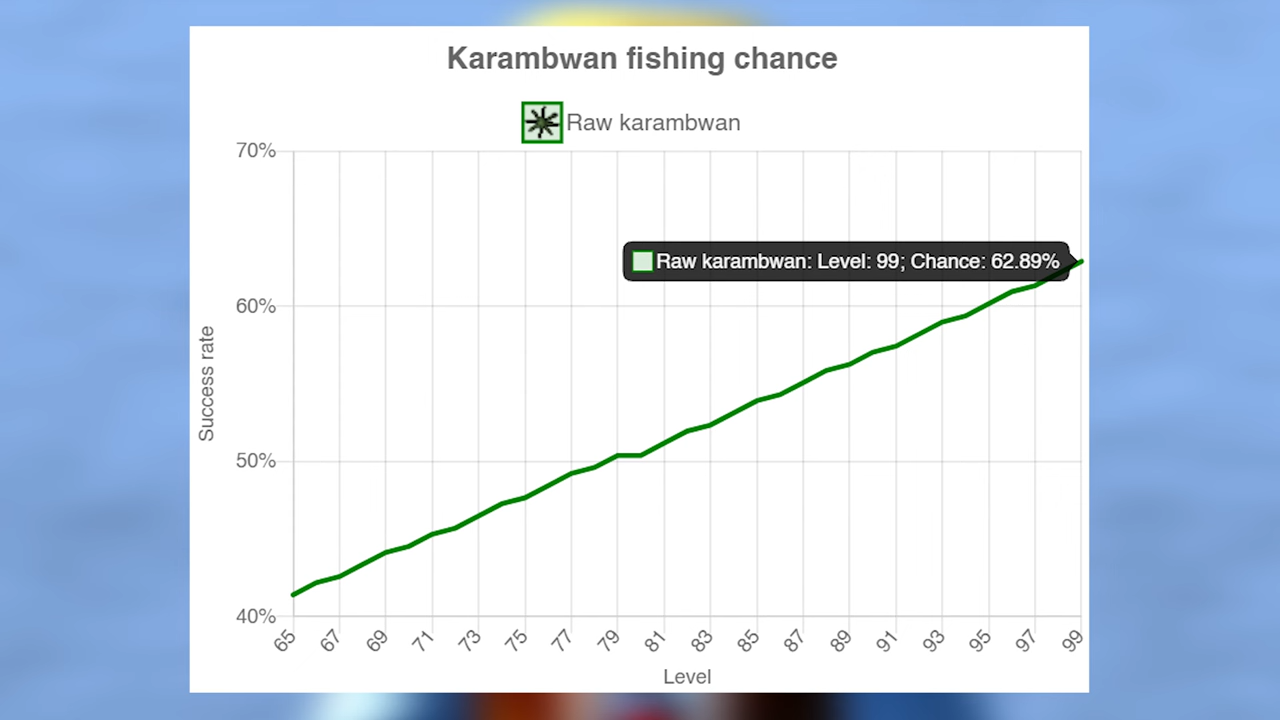 Karambwan fishing chance
Raw karambwan
70%
Raw karambwan: Level: 99; Chance: 62.89%
60%
Success rate
50%
40%
65 67 69 71 73 75 77 79 81 83 85 87 89 91 93 95 97 99
Level